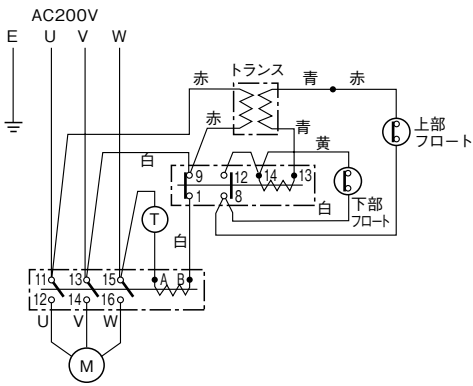 AC200V
E U V W
トランス
赤
青
赤
赤
青
上部
フロート
黄
白
9
12
14
13
1
8
白
下部
フロート
T
白
11
13
15
A
B
12
14
16
U
V
W
M